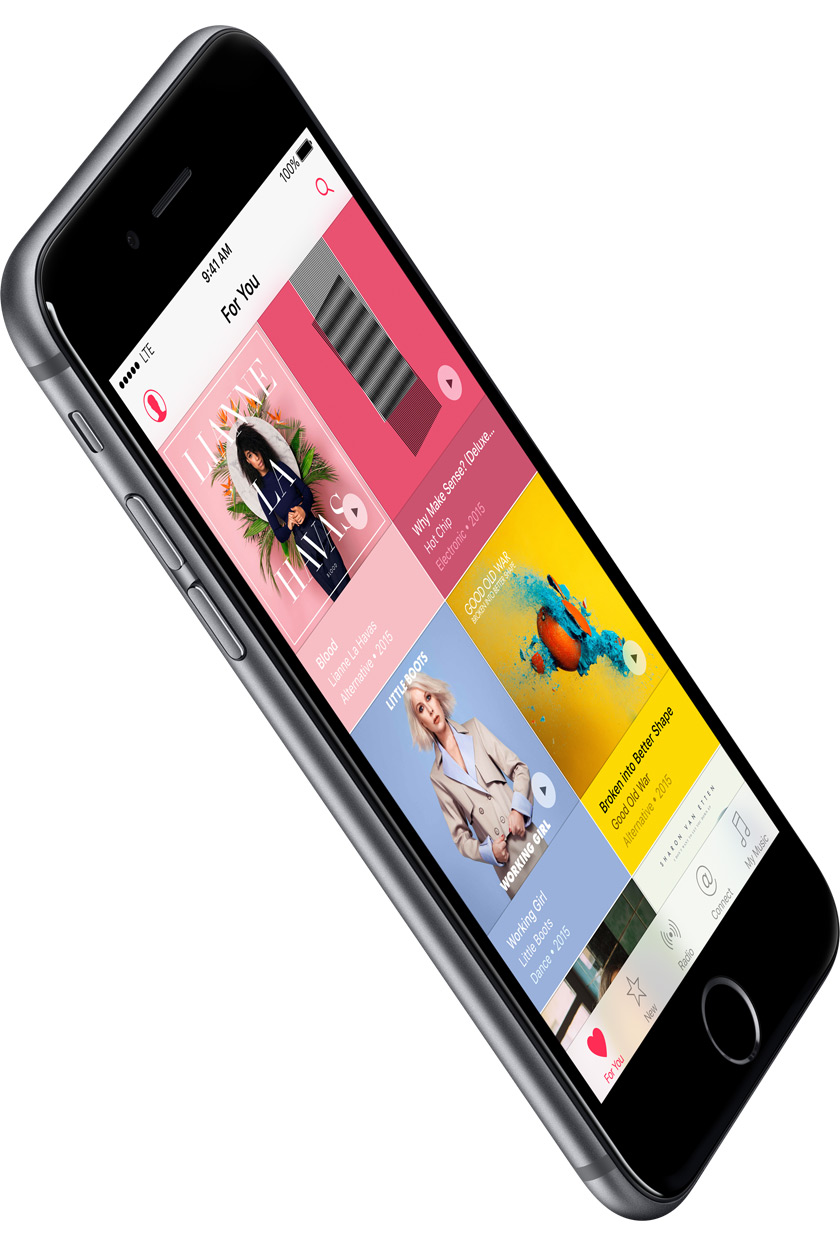 LTE
9:41 AM
100%
For You
LIANNE
LA
HAVAS
BLOOD
Blood
Lianne La Havas
Alternative • 2015
Why Make Sense? (Deluxe...
Hot Chip
Electronic • 2015
LITTLE BOOTS
WORKING GIRL
Working Girl
Little Boots
Dance • 2015
GOOD OLD WAR
BROKEN INTO BETTER SHAPE
Broken into Better Shape
Good Old War
Alternative • 2015
SHARON VAN ETTEN
For You
New
Radio
Connect
My Music